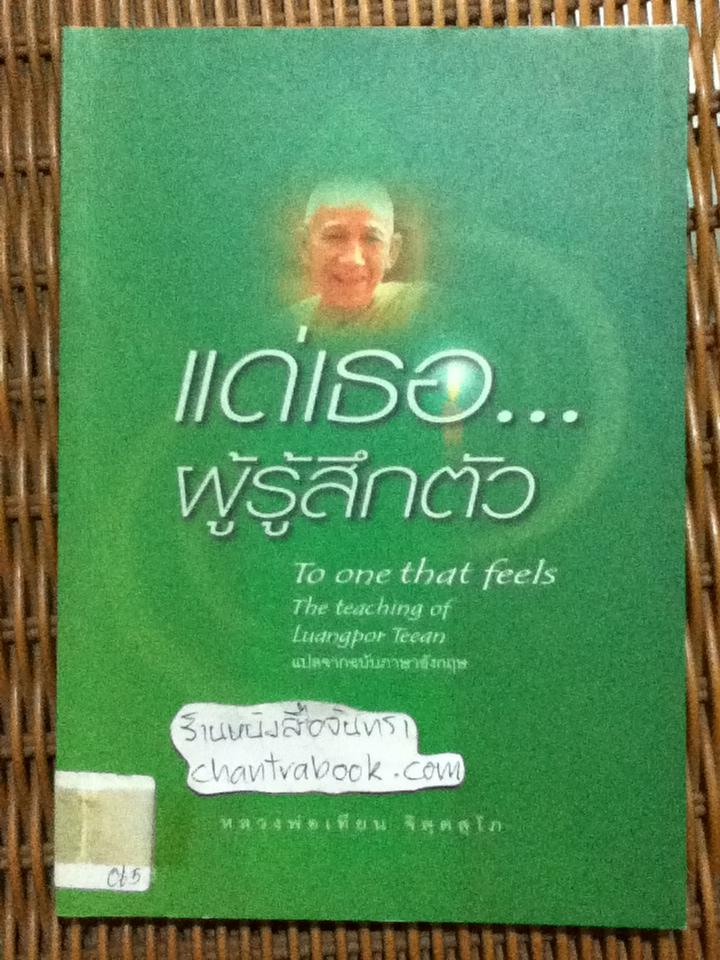 แด่เธอ...
ผู้รู้สึกตัว
To one that feels
The teaching of
Luangpor Teean
แปลจากฉบับภาษาอังกฤษ
ร้านหนังสือจันทรา
chantrabook.com
หลวงพ่อเทียน จิตฺตสุโภ
065